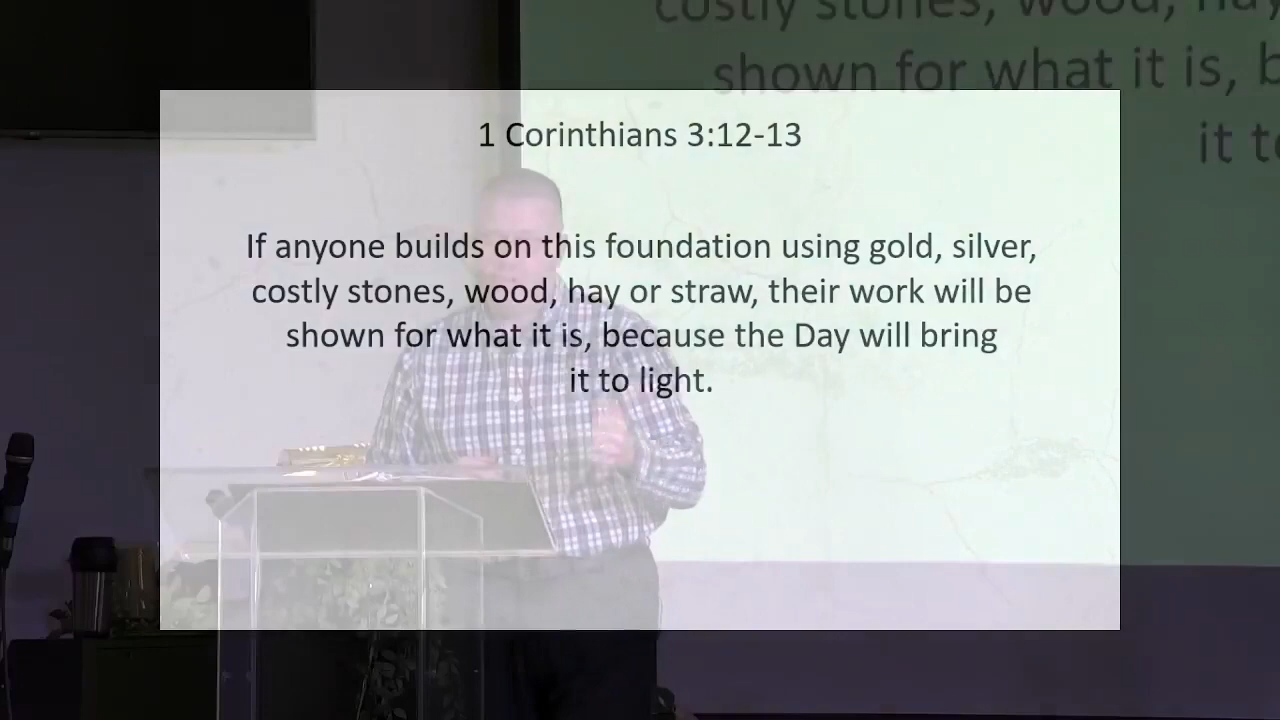 costly stones, wood, hay
shown for what it is, b
it to
1 Corinthians 3:12-13
If anyone builds on this foundation using gold, silver,
costly stones, wood, hay or straw, their work will be
shown for what it is, because the Day will bring
it to light.